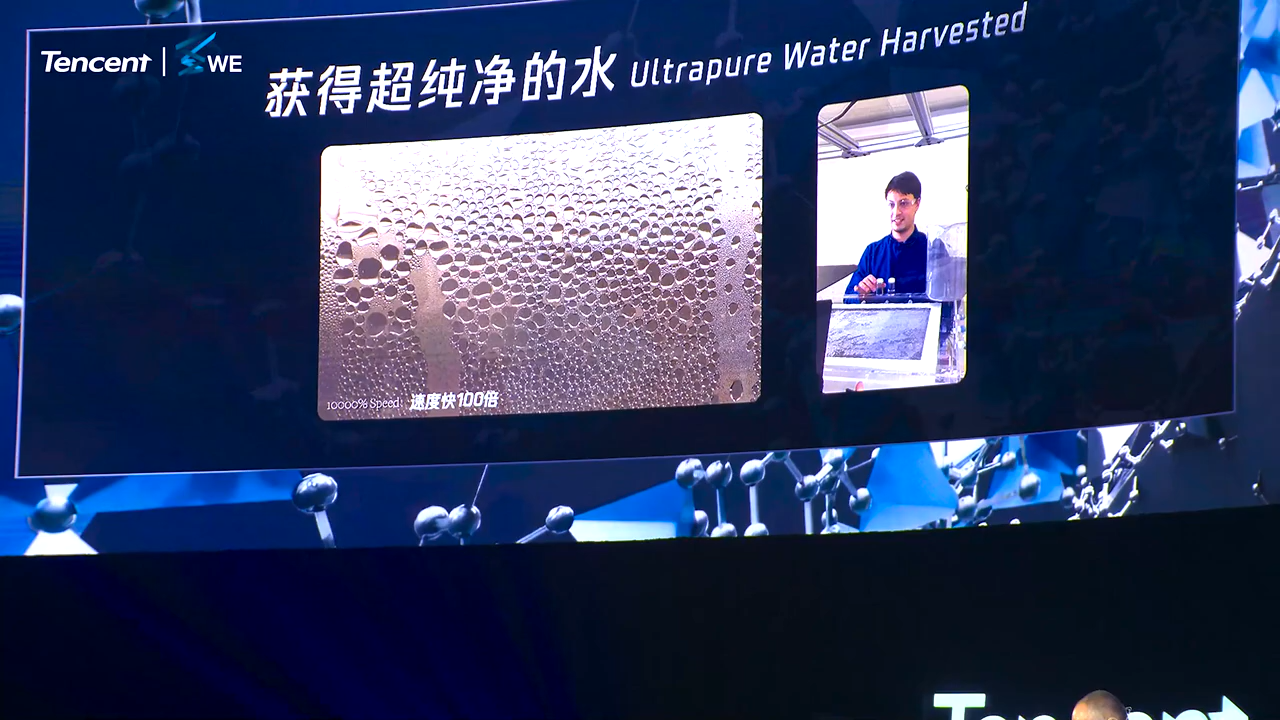 Tencent | WE
获得超纯净的水 Ultrapure Water Harvested
10000% Speed: 速度快100倍